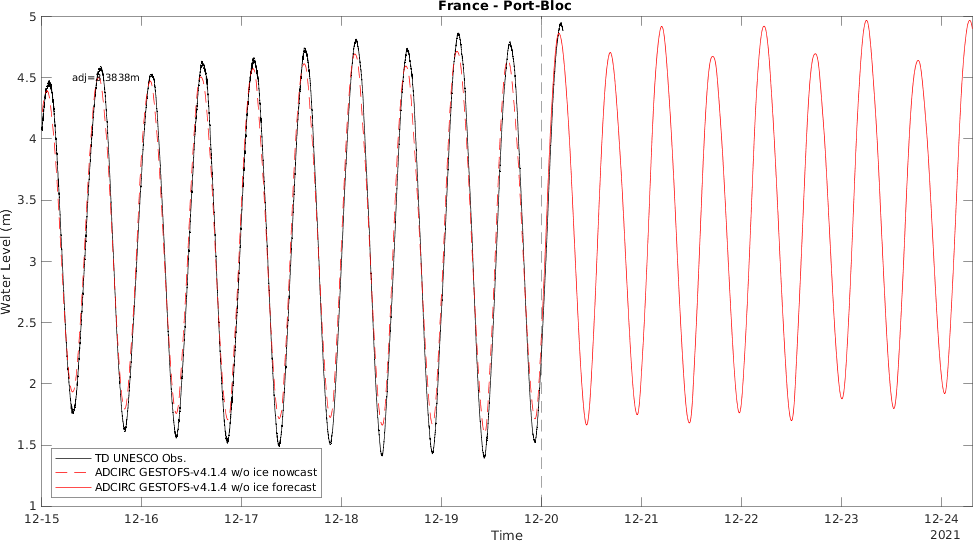 France - Port-Bloc
5
4.5
4
3.5
3
2.5
2
1.5
1
Water Level (m)
TD UNESCO Obs.
ADCIRC GESTOFS-v4.1.4 w/o ice nowcast
ADCIRC GESTOFS-v4.1.4 w/o ice forecast
12-15 12-16 12-17 12-18 12-19 12-20 12-21 12-22 12-23 12-24
Time
2021